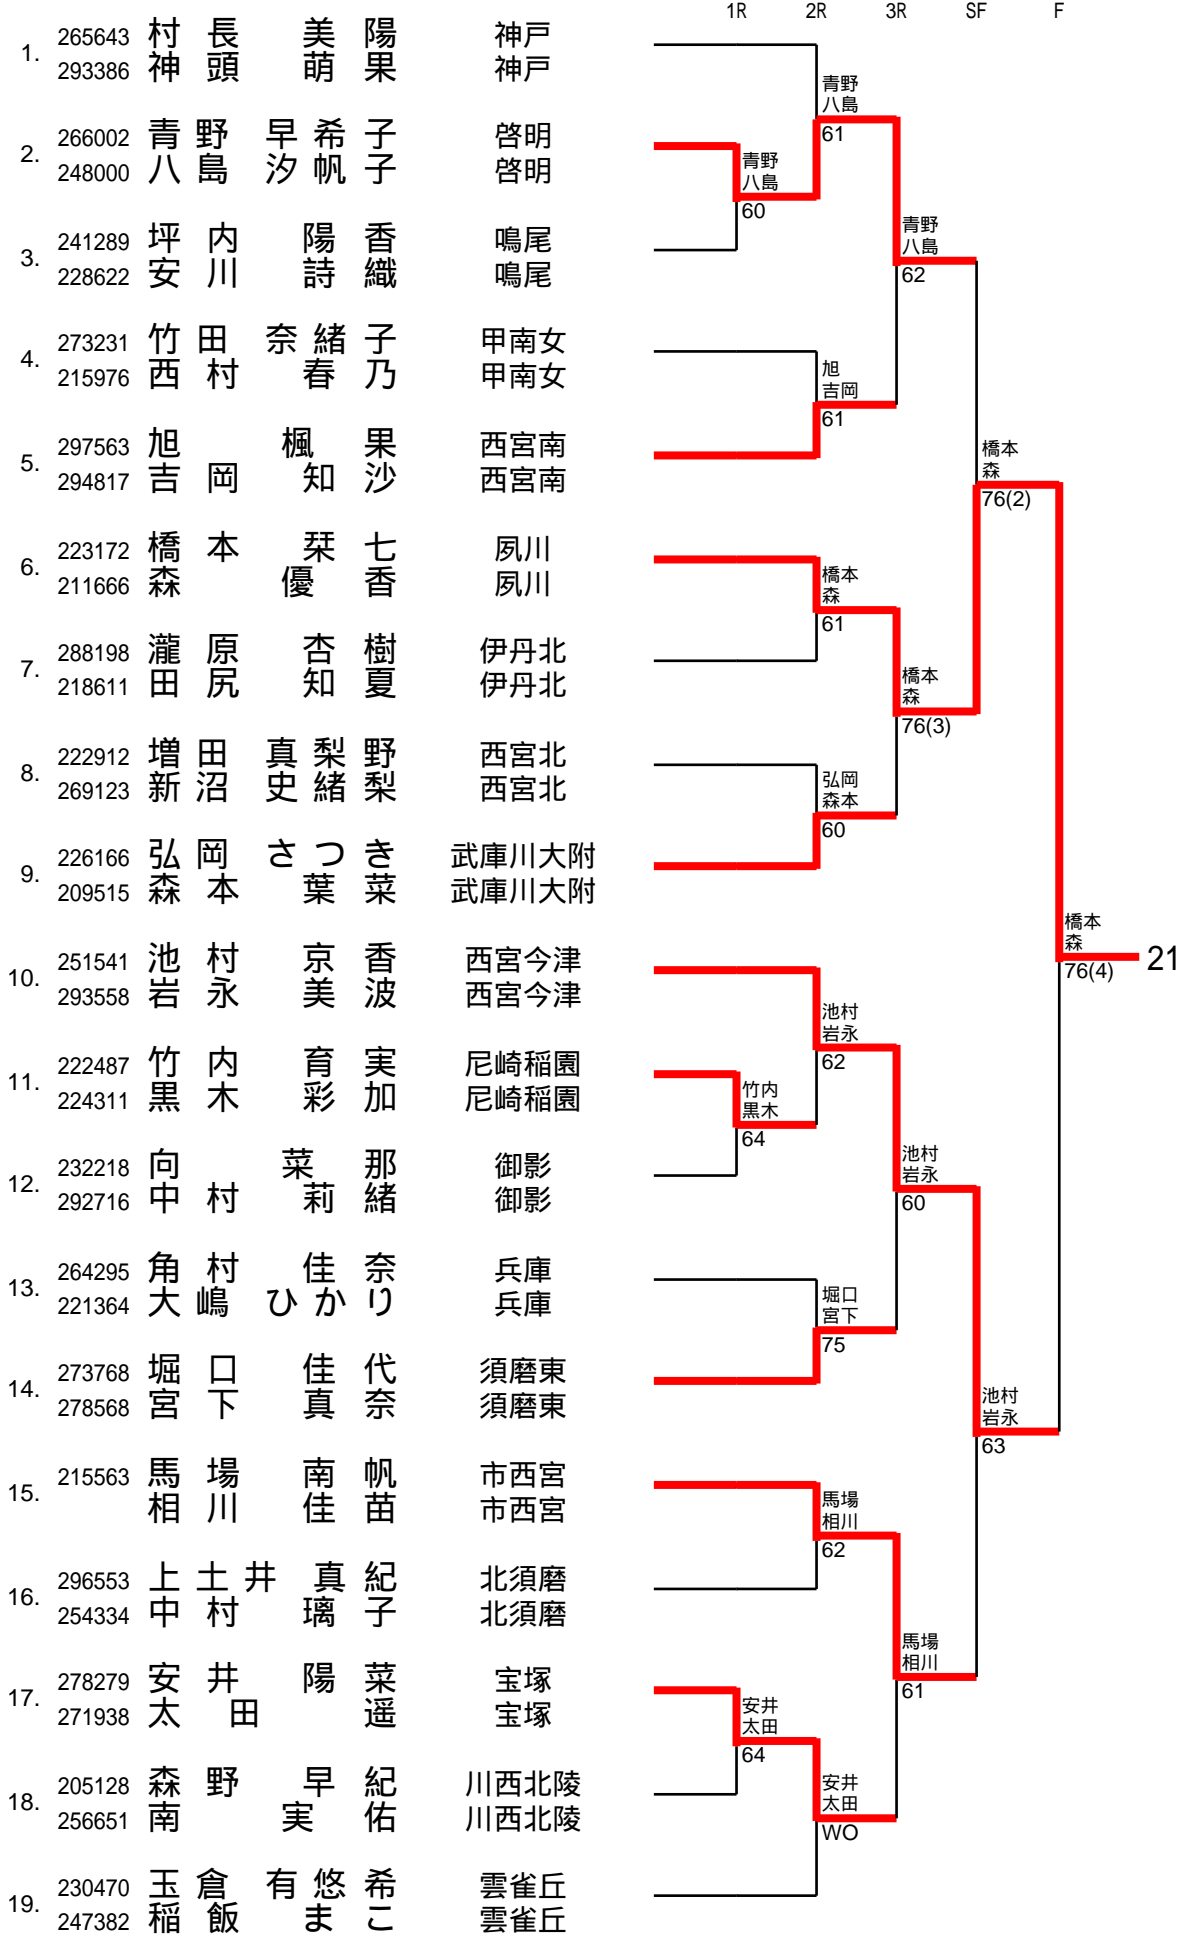 1R 2R 3R SF F
1. 265643 村長 美陽 神戸
293386 神頭 萌果 神戸
2. 266002 青野 早希子 啓明
248000 八島 汐帆子 啓明
3. 241289 坪内 陽香 鳴尾
228622 安川 詩織 鳴尾
4. 273231 竹田 奈緒子 甲南女
215976 西村 春乃 甲南女
5. 297563 旭 楓果 西宮南
294817 吉岡 知沙 西宮南
6. 223172 橋本 栞七 夙川
211666 森 優香 夙川
7. 288198 瀧原 杏樹 伊丹北
218611 田尻 知夏 伊丹北
8. 222912 増田 真梨野 西宮北
269123 新沼 史緒梨 西宮北
9. 226166 弘岡 さつき 武庫川大附
209515 森本 葉菜 武庫川大附
10. 251541 池村 京香 西宮今津
293558 岩永 美波 西宮今津
11. 222487 竹内 育実 尼崎稲園
224311 黒木 彩加 尼崎稲園
12. 232218 向 菜那 御影
292716 中村 莉緒 御影
13. 264295 角村 佳奈 兵庫
221364 大嶋 ひかり 兵庫
14. 273768 堀口 佳代 須磨東
278568 宮下 真奈 須磨東
15. 215563 馬場 南帆 市西宮
相川 佳苗 市西宮
16. 296553 上土井 真紀 北須磨
254334 中村 璃子 北須磨
17. 278279 安井 陽菜 宝塚
271938 太田 遥 宝塚
18. 205128 森野 早紀 川西北陵
256651 南 実佑 川西北陵
19. 230470 玉倉 有悠希 雲雀丘
247382 稲飯 まこ 雲雀丘
青野
八島
60
竹内
黒木
64
安井
太田
64
青野
八島
61
旭
吉岡
61
橋本
森
61
弘岡
森本
60
池村
岩永
62
堀口
宮下
75
馬場
相川
62
安井
太田
WO
青野
八島
62
橋本
森
76(3)
池村
岩永
60
馬場
相川
61
橋本
森
76(2)
池村
岩永
63
橋本
森
76(4)
21